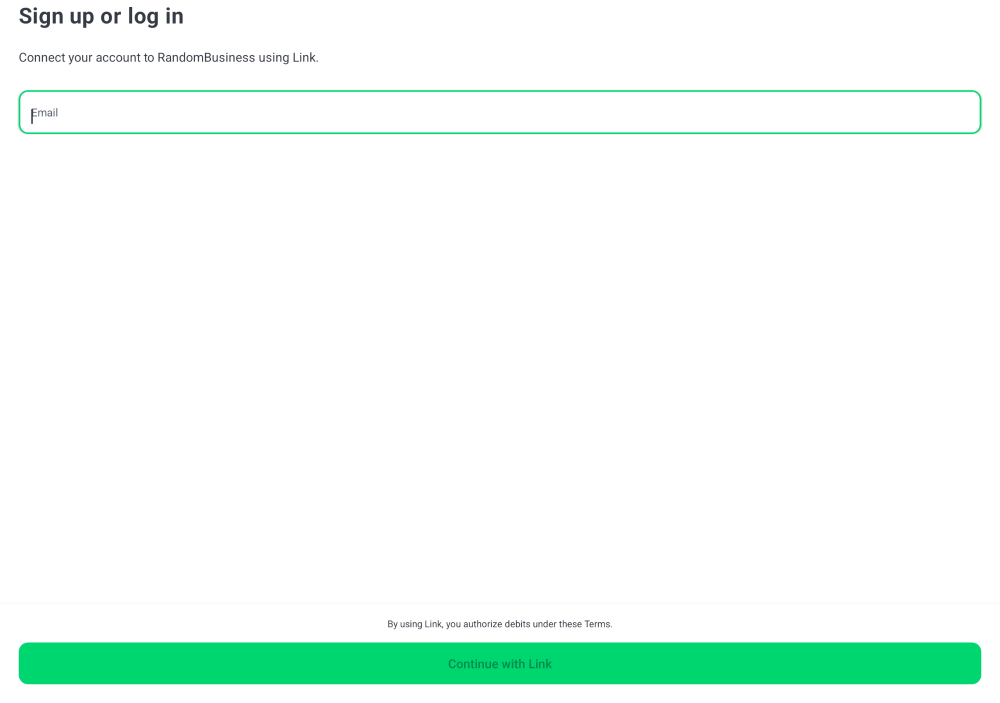 Sign up or log in
Connect your account to RandomBusiness using Link.
Email
By using Link, you authorize debits under these Terms.
Continue with Link